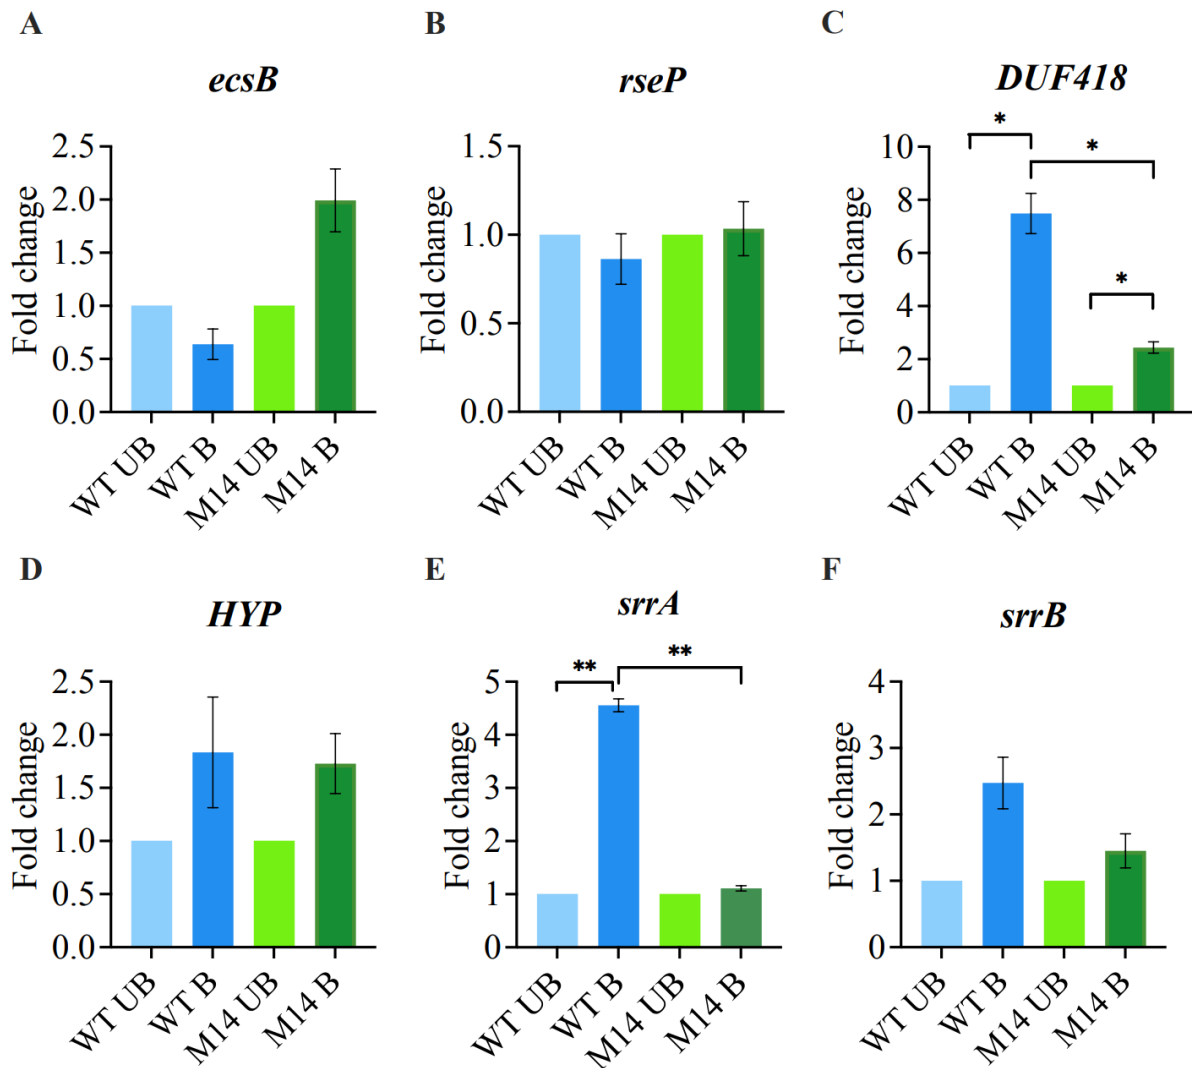 A
ecsB
Fold change
2.5
2.0
1.5
1.0
0.5
0.0
WT UB
WT B
M14 UB
M14 B
B
rseP
Fold change
1.5
1.0
0.5
0.0
WT UB
WT B
M14 UB
M14 B
C
DUF418
* *
*
Fold change
10
8
6
4
2
0
WT UB
WT B
M14 UB
M14 B
D
HYP
Fold change
2.5
2.0
1.5
1.0
0.5
0.0
WT UB
WT B
M14 UB
M14 B
E
srrA
** **
Fold change
5
4
3
2
1
0
WT UB
WT B
M14 UB
M14 B
F
srrB
Fold change
4
3
2
1
0
WT UB
WT B
M14 UB
M14 B